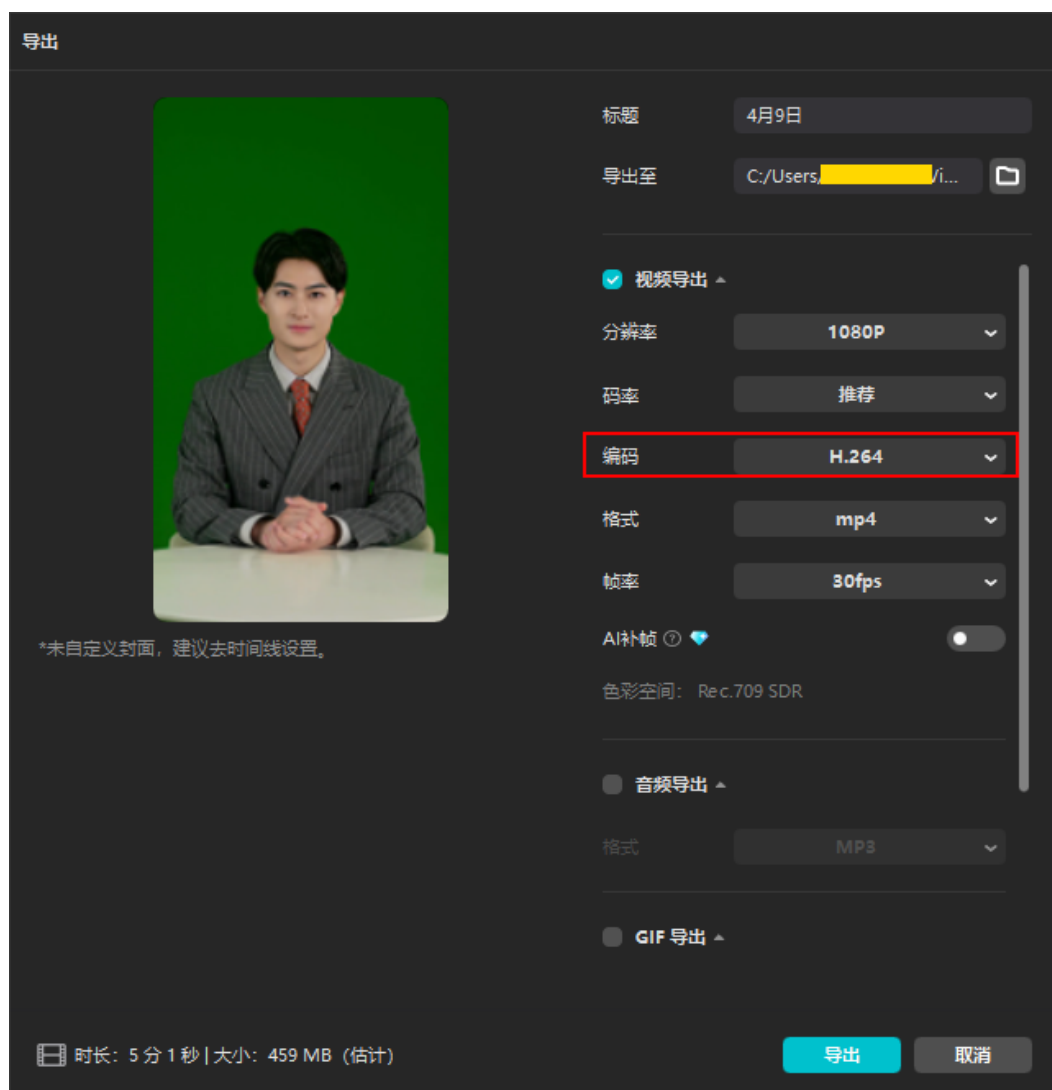 导出
标题 4月9日
导出至 C:/Users/ /i...
视频导出
分辨率 1080P
码率 推荐
编码 H.264
格式 mp4
帧率 30fps
AI补帧
*未自定义封面，建议去时间线设置。
色彩空间： Rec.709 SDR
音频导出
格式 MP3
GIF 导出
时长：5 分 1 秒 | 大小：459 MB（估计）
导出 取消